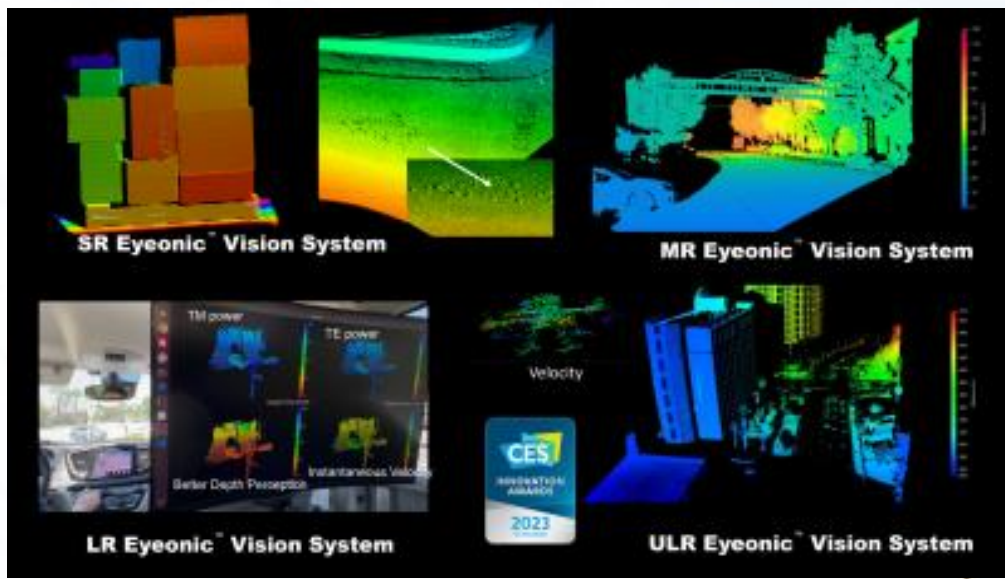 SR Eyeonic™ Vision System
MR Eyeonic™ Vision System
TM power
TE power
Better Depth Perception
Instantaneous Velocity
LR Eyeonic™ Vision System
Velocity
CES
INNOVATION
AWARDS
2023
ULR Eyeonic™ Vision System